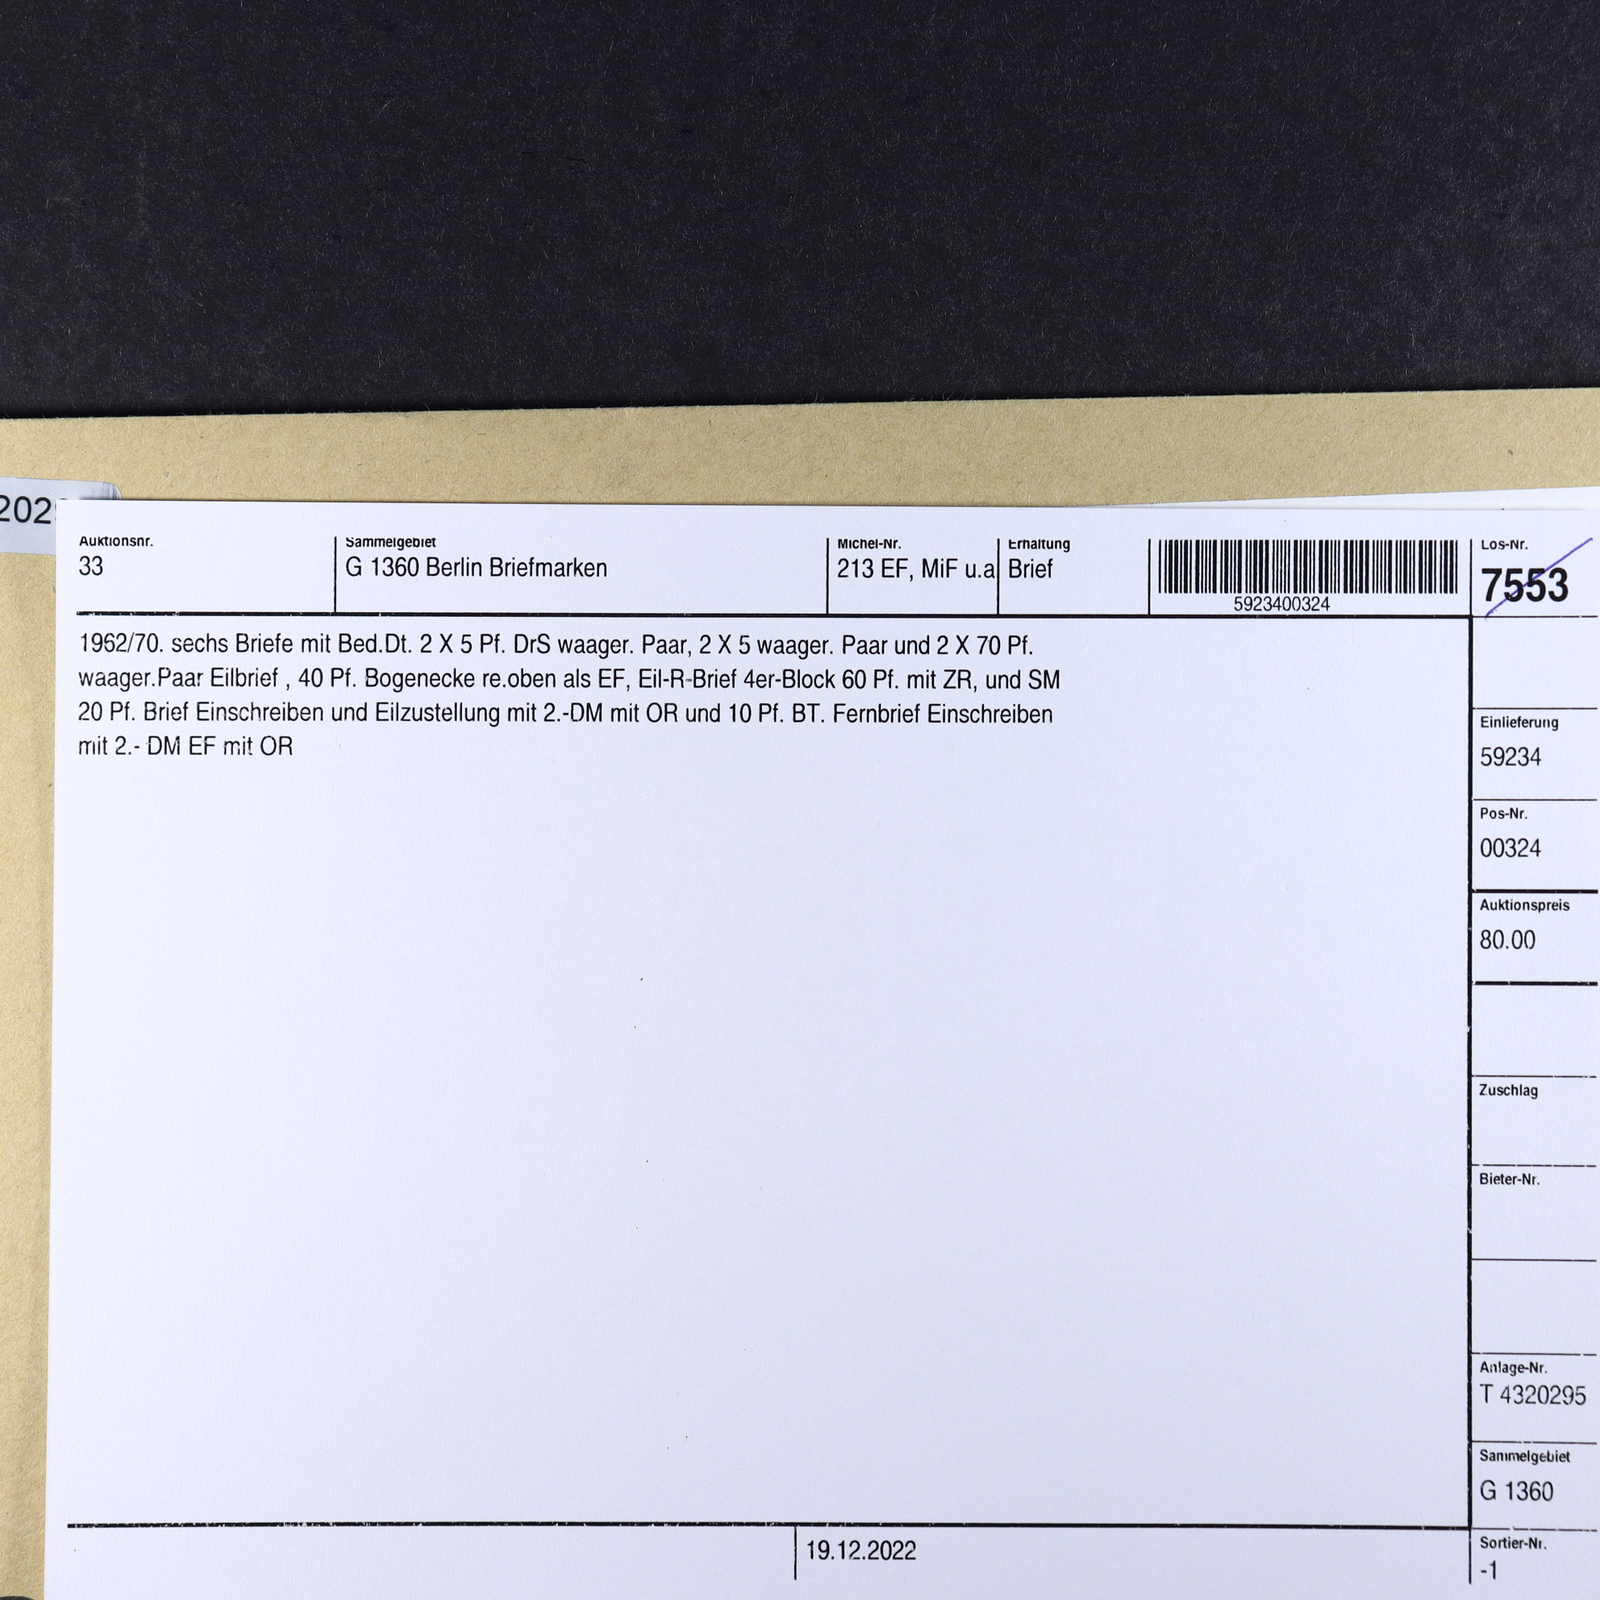 202
Auktionsnr.
33
Sammelgebiet
G 1360 Berlin Briefmarken
Michel-Nr.
213 EF, MiF u.a
Erhaltung
Brief
5923400324
Los-Nr.
7553
1962/70. sechs Briefe mit Bed.Dt. 2 X 5 Pf. DrS waager. Paar, 2 X 5 waager. Paar und 2 X 70 Pf.
waager.Paar Eilbrief , 40 Pf. Bogenecke re.oben als EF, Eil-R-Brief 4er-Block 60 Pf. mit ZR, und SM
20 Pf. Brief Einschreiben und Eilzustellung mit 2.-DM mit OR und 10 Pf. BT. Fernbrief Einschreiben
mit 2.- DM EF mit OR
Einlieferung
59234
Pos-Nr.
00324
Auktionspreis
80.00
Zuschlag
Bieter-Nr.
Anlage-Nr.
T 4320295
Sammelgebiet
G 1360
Sortier-Nr.
-1
19.12.2022